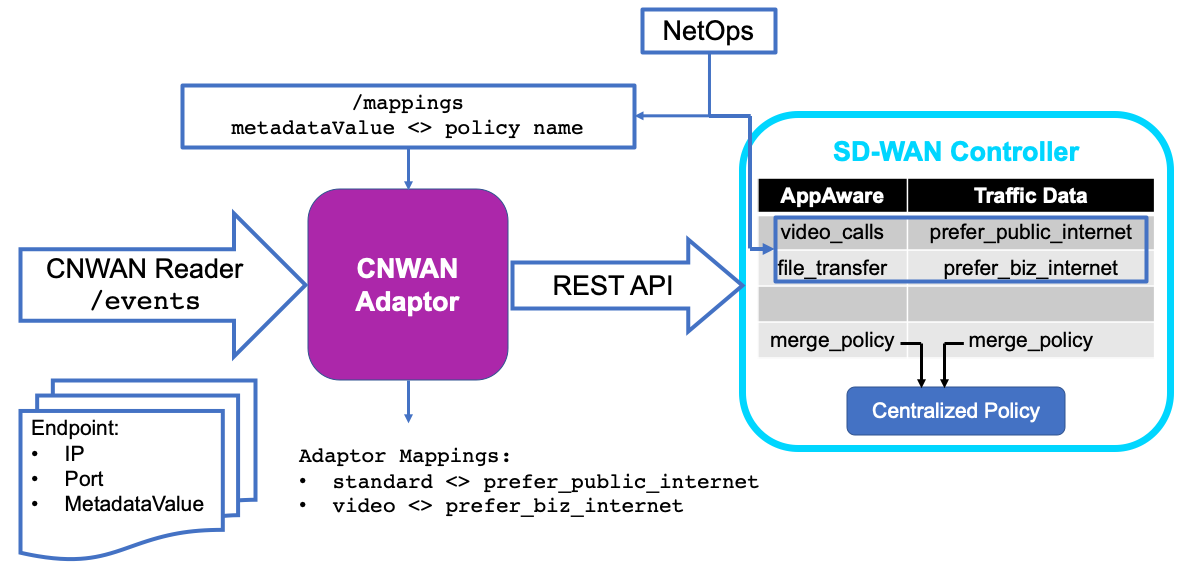 NetOps
/mappings
metadataValue <> policy name
SD-WAN Controller
AppAware Traffic Data
video_calls prefer_public_internet
file_transfer prefer_biz_internet
merge_policy merge_policy
Centralized Policy
CNWAN Reader
/events
CNWAN
Adaptor
REST API
Endpoint:
• IP
• Port
• MetadataValue
Adaptor Mappings:
• standard <> prefer_public_internet
• video <> prefer_biz_internet